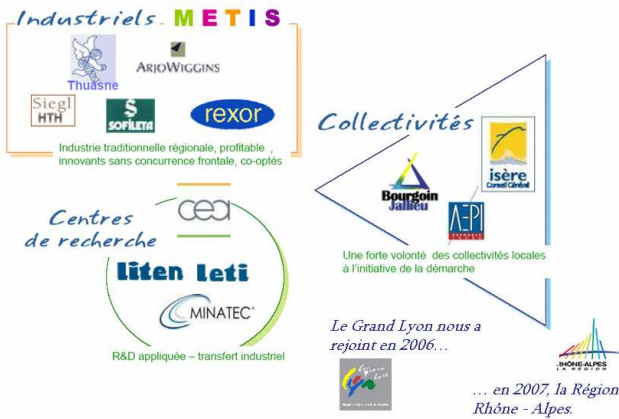 Industriels METIS
Thuasne
ARJOWIGGINS
Siegl
HTH
S
SOFILETA
rexor
Industrie traditionnelle régionale, profitable ,
innovants sans concurrence frontale, co-optés
Collectivités
isère
Conseil Général
Bourgoin
Jallieu
AEPI
Une forte volonté des collectivités locales
à l'initiative de la démarche
Centres
de recherche
cea
liten leti
MINATEC
R&D appliquée – transfert industriel
Le Grand Lyon nous a
rejoint en 2006...
RHÔNE-ALPES
LA RÉGION
... en 2007, la Région
Rhône - Alpes.